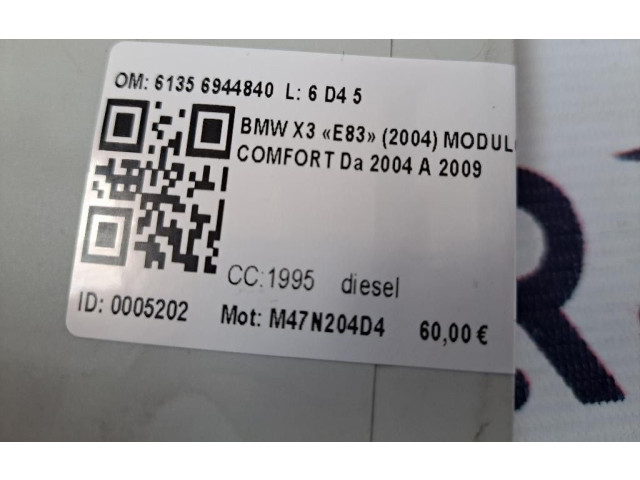 OM: 6135 6944840 L: 6 D4 5
BMW X3 «E83» (2004) MODUL
COMFORT Da 2004 A 2009
CC:1995 diesel
ID: 0005202 Mot: M47N204D4 60,00 €
R